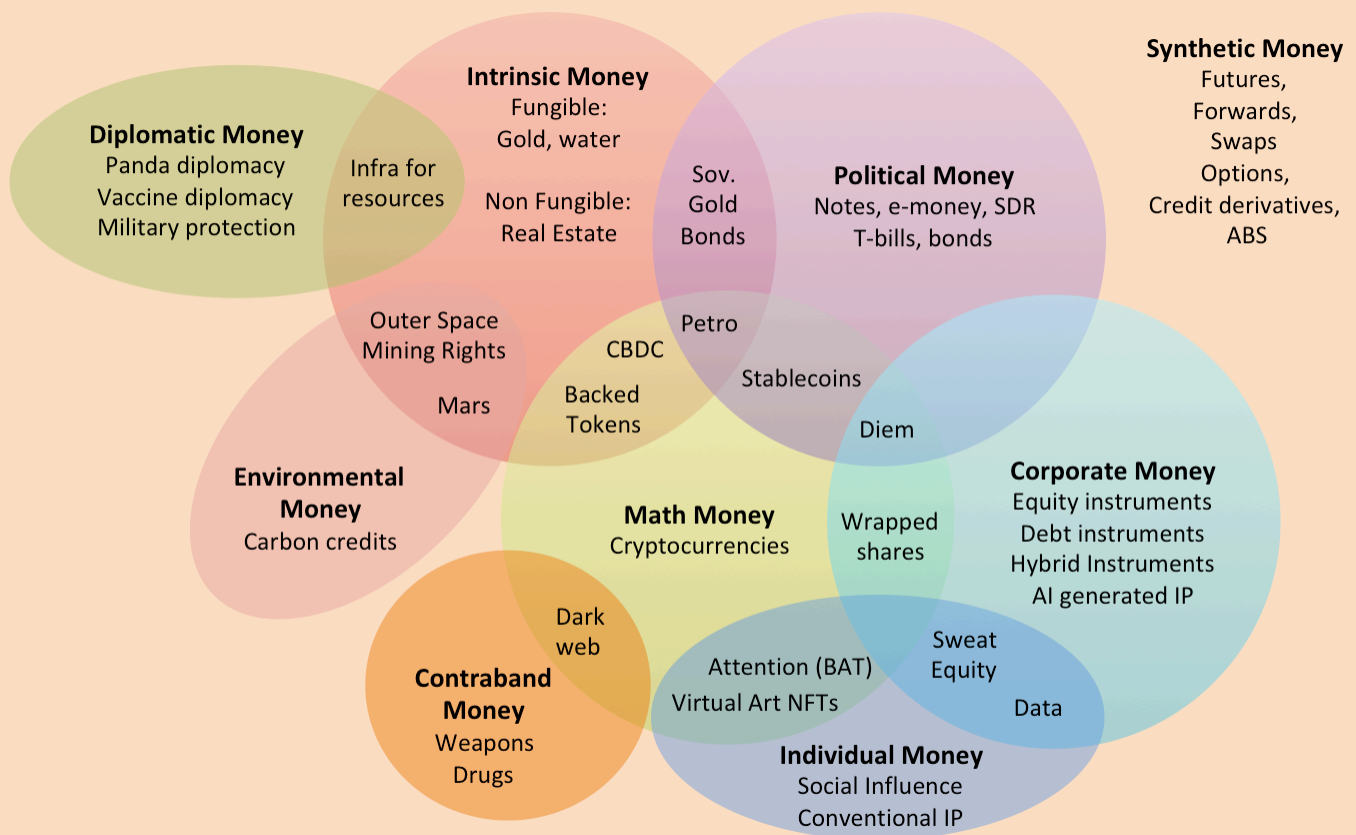 Diplomatic Money
Panda diplomacy
Vaccine diplomacy
Military protection
Infra for
resources
Intrinsic Money
Fungible:
Gold, water
Non Fungible:
Real Estate
Sov.
Gold
Bonds
Political Money
Notes, e-money, SDR
T-bills, bonds
Synthetic Money
Futures,
Forwards,
Swaps
Options,
Credit derivatives,
ABS
Outer Space
Mining Rights
Mars
CBDC
Backed
Tokens
Petro
Stablecoins
Diem
Environmental
Money
Carbon credits
Math Money
Cryptocurrencies
Wrapped
shares
Corporate Money
Equity instruments
Debt instruments
Hybrid Instruments
AI generated IP
Dark
web
Contraband
Money
Weapons
Drugs
Attention (BAT)
Virtual Art NFTs
Sweat
Equity
Data
Individual Money
Social Influence
Conventional IP